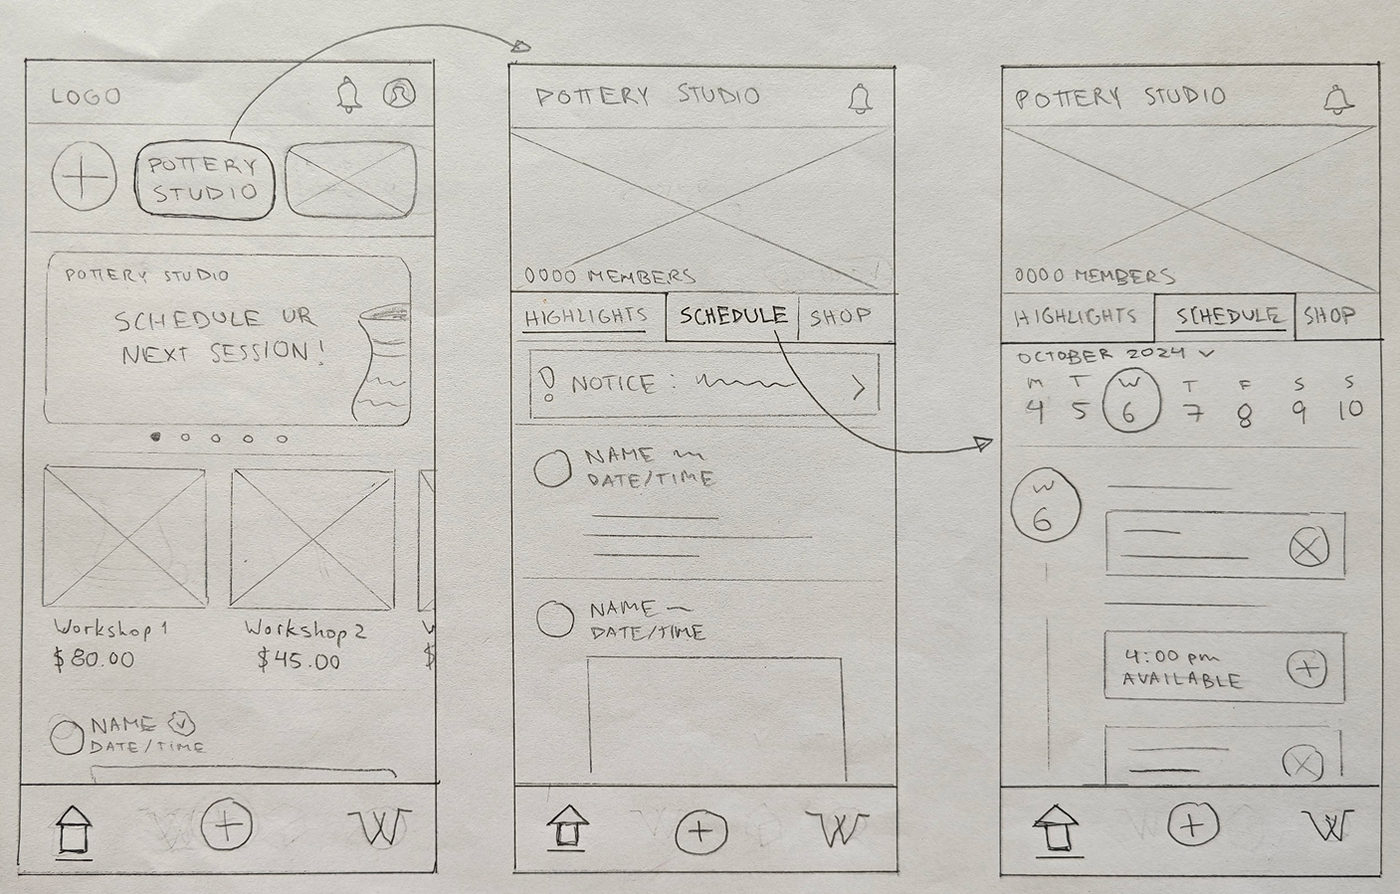 LOGO
POTTERY
STUDIO
POTTERY STUDIO
SCHEDULE UR
NEXT SESSION!
Workshop 1
$80.00
Workshop 2
$45.00
W
$
NAME
DATE/TIME
W
POTTERY STUDIO
0000 MEMBERS
HIGHLIGHTS SCHEDULE SHOP
! NOTICE :
NAME
DATE/TIME
NAME
DATE/TIME
W
POTTERY STUDIO
0000 MEMBERS
HIGHLIGHTS SCHEDULE SHOP
OCTOBER 2024
M T W T F S S
4 5 6 7 8 9 10
W
6
4:00 pm
AVAILABLE
W